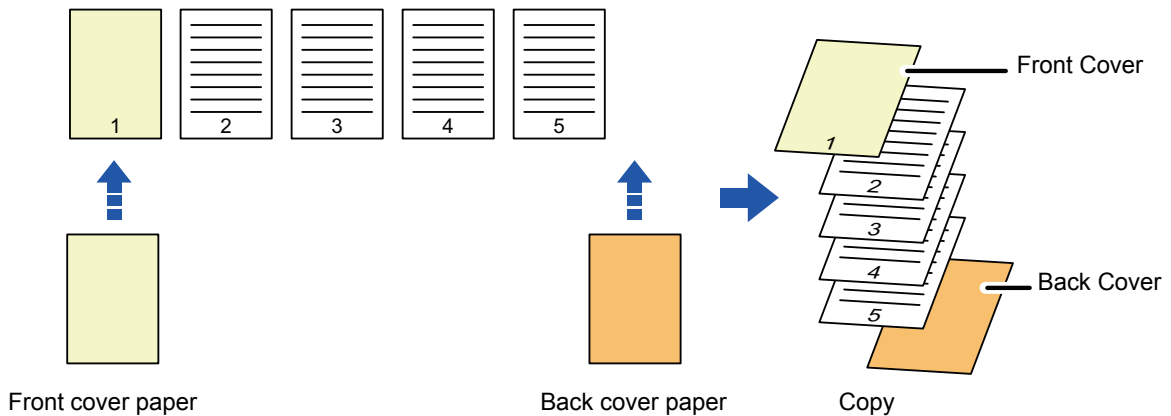 1 2 3 4 5
Front Cover
1
2
3
4
5
Back Cover
Front cover paper
Back cover paper
Copy